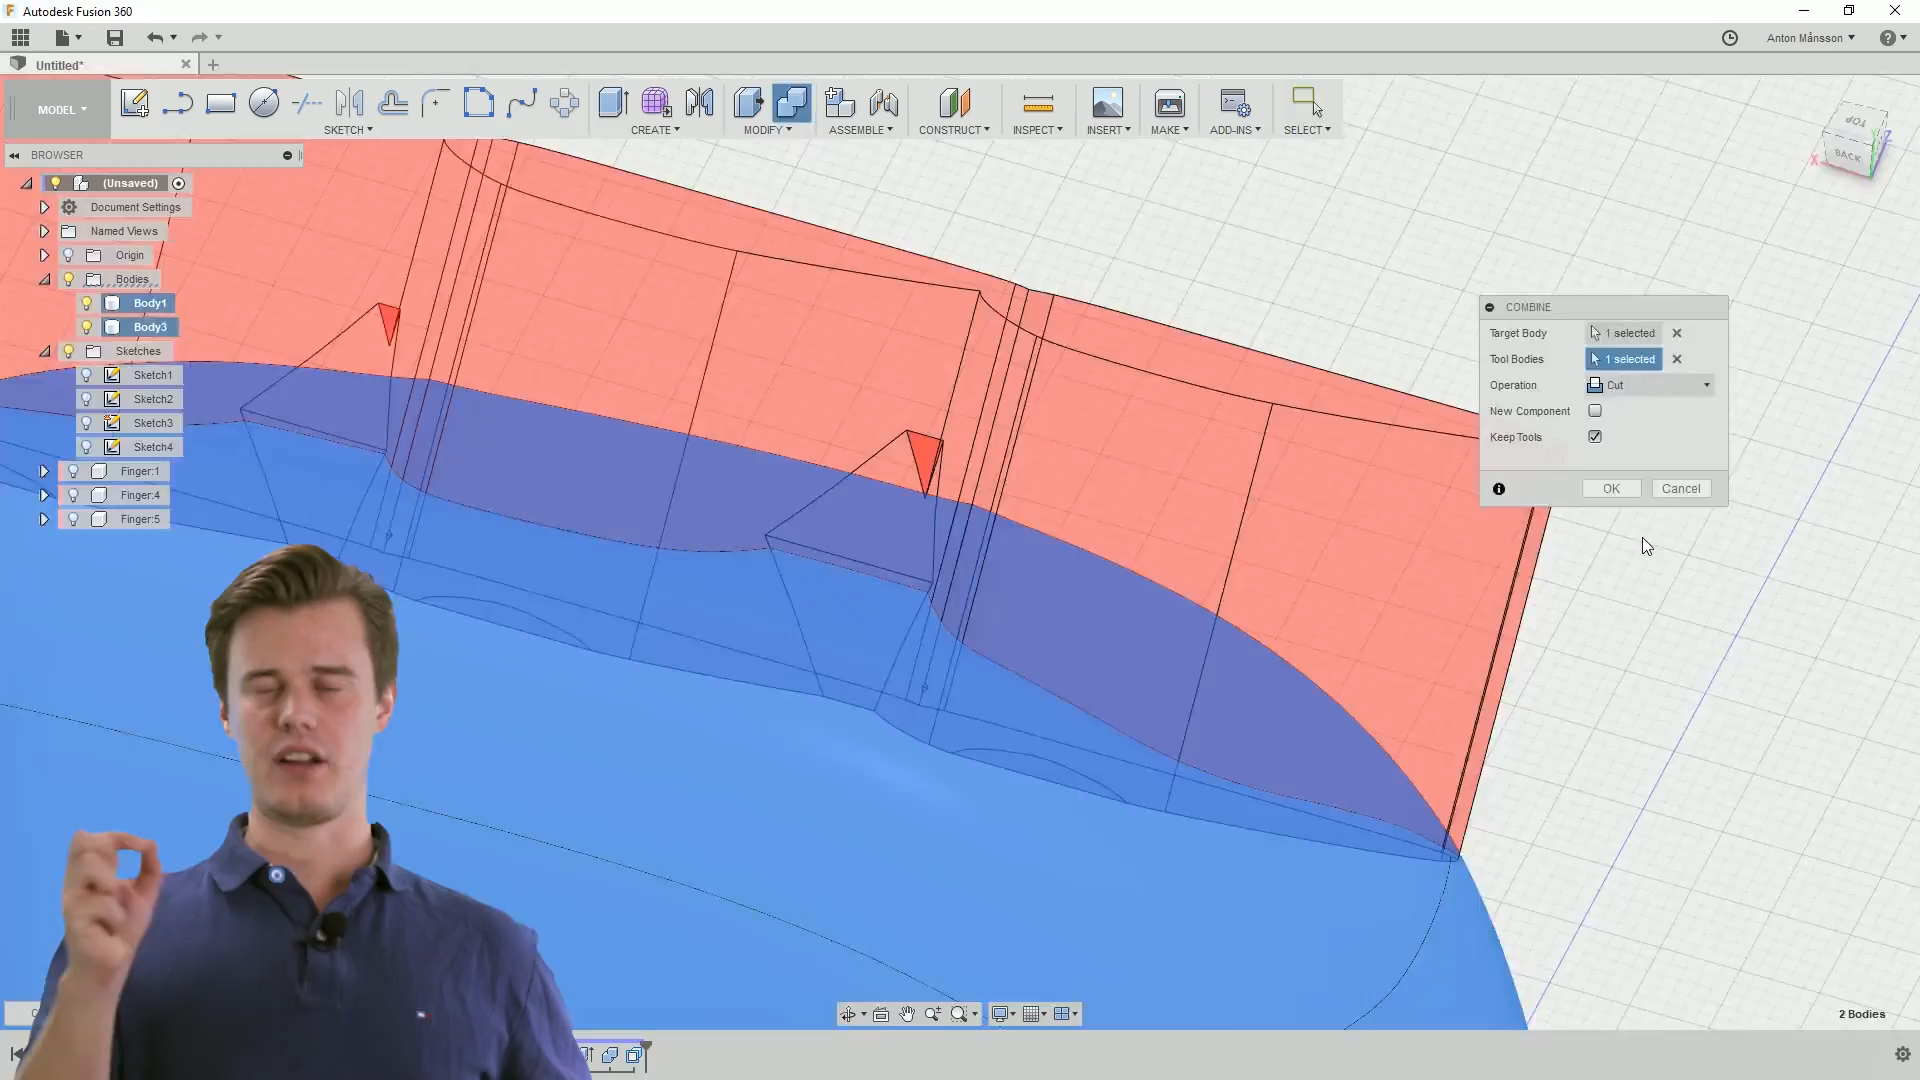 Autodesk Fusion 360
Anton Månsson
Untitled*
MODEL
SKETCH
CREATE
MODIFY
ASSEMBLE
CONSTRUCT
INSPECT
INSERT
MAKE
ADD-INS
SELECT
TOP
BACK
X
Z
BROWSER
(Unsaved)
Document Settings
Named Views
Origin
Bodies
Body1
Body3
Sketches
Sketch1
Sketch2
Sketch3
Sketch4
Finger:1
Finger:4
Finger:5
COMBINE
Target Body 1 selected
Tool Bodies 1 selected
Operation Cut
New Component
Keep Tools
OK Cancel
2 Bodies